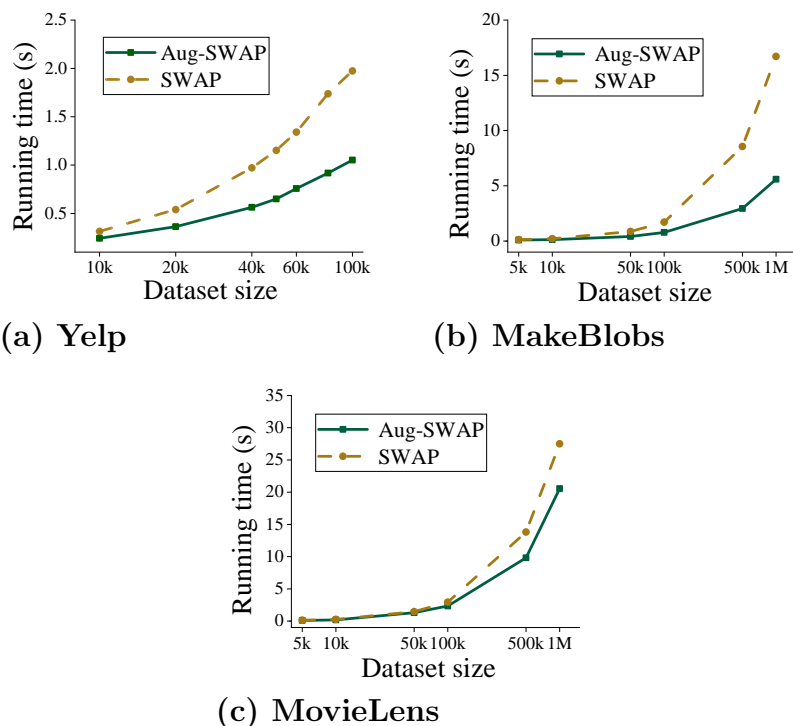 2.5
2.0
1.5
1.0
0.5
Running time (s)
Aug-SWAP
SWAP
10k 20k 40k 60k 100k
Dataset size
(a) Yelp
20
15
10
5
0
Running time (s)
Aug-SWAP
SWAP
5k 10k 50k 100k 500k 1M
Dataset size
(b) MakeBlobs
35
30
25
20
15
10
5
0
Running time (s)
Aug-SWAP
SWAP
5k 10k 50k 100k 500k 1M
Dataset size
(c) MovieLens